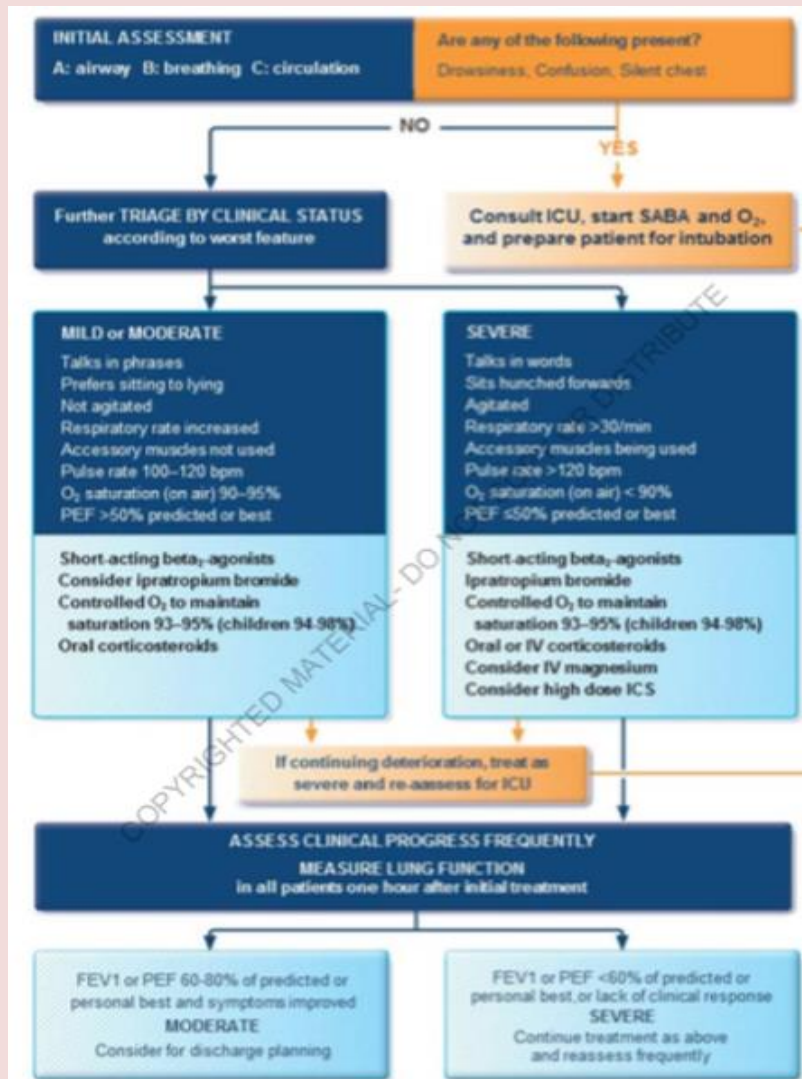 INITIAL ASSESSMENT
A: airway B: breathing C: circulation
Are any of the following present?
Drowsiness, Confusion, Silent chest
NO
YES
Further TRIAGE BY CLINICAL STATUS
according to worst feature
Consult ICU, start SABA and O₂,
and prepare patient for intubation
MILD or MODERATE
Talks in phrases
Prefers sitting to lying
Not agitated
Respiratory rate increased
Accessory muscles not used
Pulse rate 100–120 bpm
O₂ saturation (on air) 90–95%
PEF >50% predicted or best
Short-acting beta₂-agonists
Consider ipratropium bromide
Controlled O₂ to maintain
saturation 93–95% (children 94-98%)
Oral corticosteroids
SEVERE
Talks in words
Sits hunched forwards
Agitated
Respiratory rate >30/min
Accessory muscles being used
Pulse rate >120 bpm
O₂ saturation (on air) < 90%
PEF ≤50% predicted or best
Short-acting beta₂-agonists
Ipratropium bromide
Controlled O₂ to maintain
saturation 93–95% (children 94-98%)
Oral or IV corticosteroids
Consider IV magnesium
Consider high dose ICS
If continuing deterioration, treat as
severe and re-aassess for ICU
ASSESS CLINICAL PROGRESS FREQUENTLY
MEASURE LUNG FUNCTION
in all patients one hour after initial treatment
FEV1 or PEF 60-80% of predicted or
personal best and symptoms improved
MODERATE
Consider for discharge planning
FEV1 or PEF <60% of predicted or
personal best,or lack of clinical response
SEVERE
Continue treatment as above
and reassess frequently
COPYRIGHTED MATERIAL- DO NOT OR DISTRIBUTE